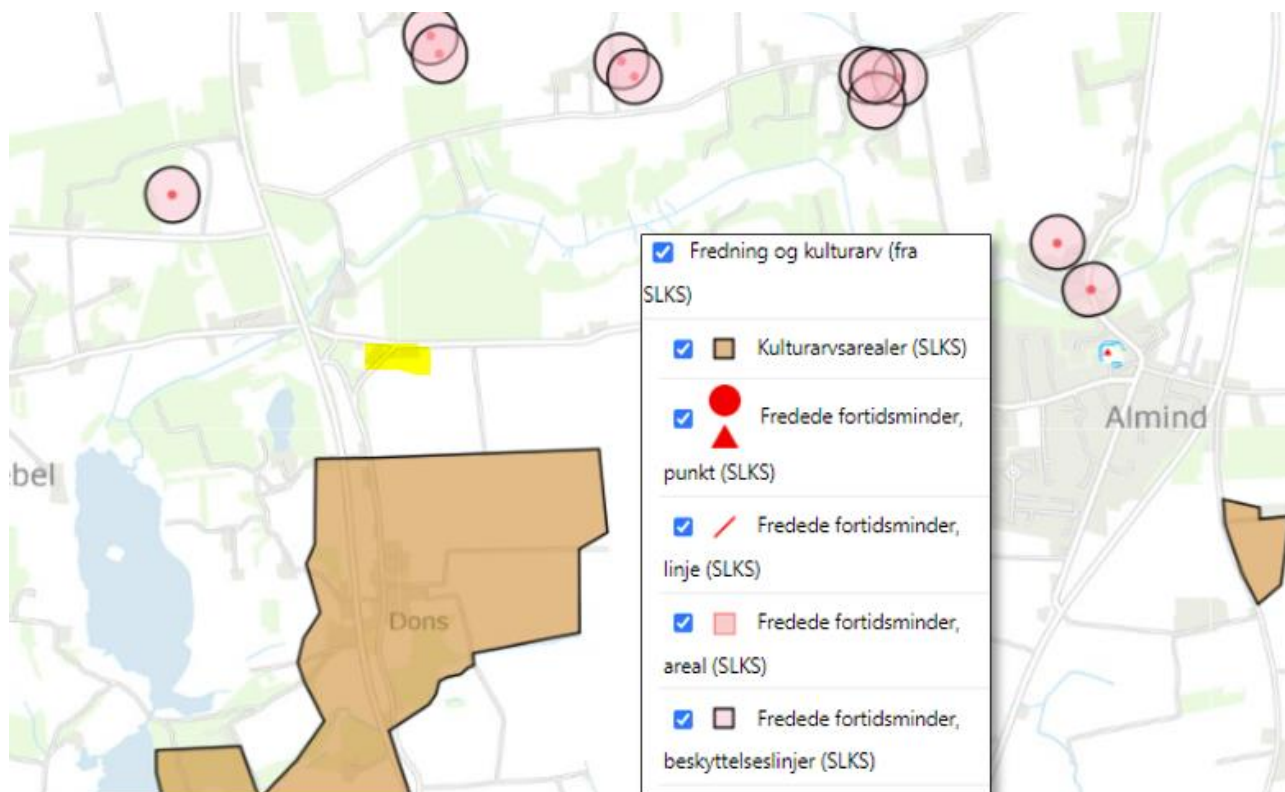 Fredning og kulturarv (fra
SLKS)
Kulturarvsarealer (SLKS)
Fredede fortidsminder,
punkt (SLKS)
Fredede fortidsminder,
linje (SLKS)
Fredede fortidsminder,
areal (SLKS)
Fredede fortidsminder,
beskyttelseslinjer (SLKS)
Almind
bel
Dons